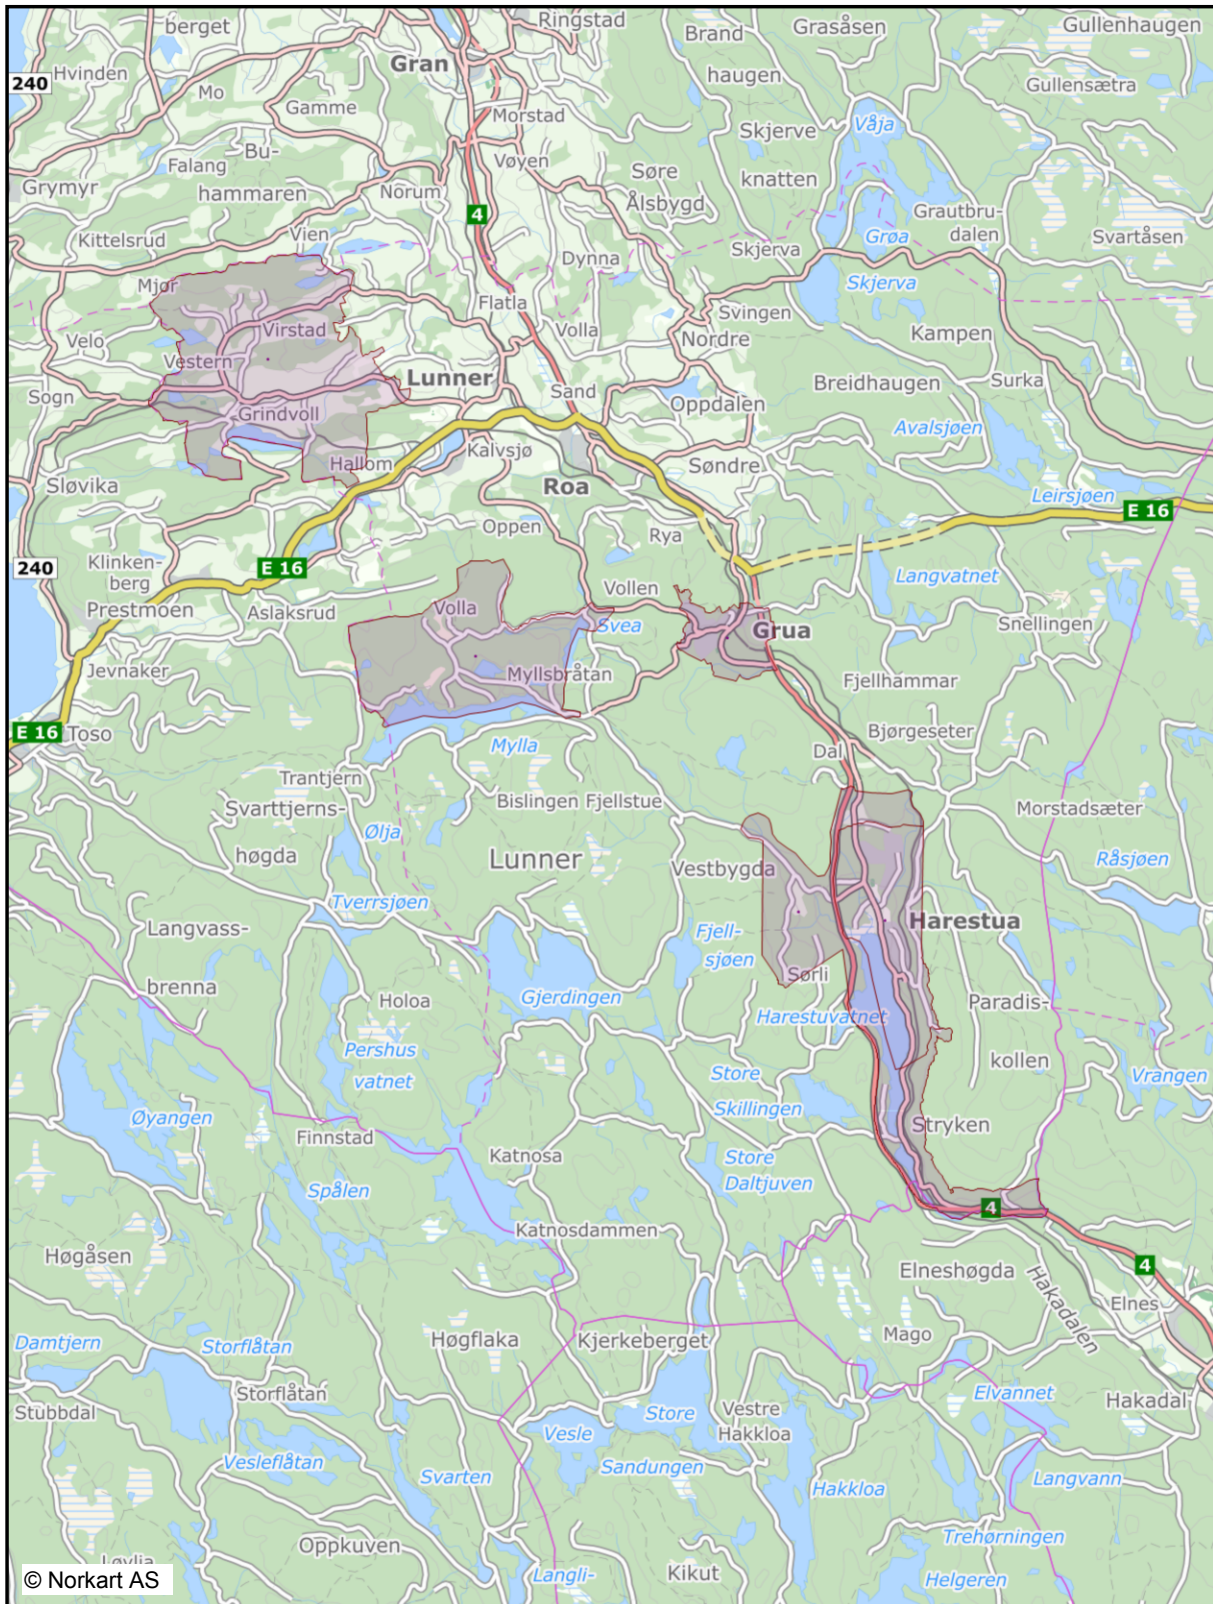 berget
Ringstad
Brand
Grasåsen
Gullenhaugen
240
Hvinden
Gran
haugen
Gullensætra
Mo
Gamme
Morstad
Våja
Skjerve
Falang
Bu-
Vøyen
Søre
Grymyr
hammaren
Norum
knatten
Ålsbygd
4
Grautbru-
dalen
Kittelsrud
Vien
Skjerva
Grøa
Svartåsen
Dynna
Mjor
Skjerva
Flatla
Svingen
Velo
Virstad
Volla
Nordre
Kampen
Vestern
Lunner
Sogn
Sand
Breidhaugen
Surka
Grindvoll
Oppdalen
Avalsjøen
Kalvsjø
Hallom
Søndre
Sløvika
Roa
Leirsjøen
E 16
Oppen
Rya
Klinken-
berg
240
E 16
Langvatnet
Vollen
Prestmoen
Aslaksrud
Volla
Svea
Grua
Snellingen
Jevnaker
Myllsbråtan
Fjellhammar
E 16
Toso
Mylla
Bjørgeseter
Dal
Trantjern
Bislingen Fjellstue
Svarttjerns-
Morstadsæter
høgda
Ølja
Lunner
Vestbygda
Råsjøen
Tverrsjøen
Langvass-
Fjell-
sjøen
Harestua
Sørli
brenna
Holoa
Gjerdingen
Harestuvatnet
Paradis-
Pershus
vatnet
kollen
Store
Skillingen
Vrangen
Øyangen
Finnstad
Stryken
Katnosa
Store
Daltjuven
Spålen
4
Katnosdammen
Høgåsen
4
Elneshøgda
Hakadalen
Elnes
Damtjern
Storflåtan
Høgflaka
Kjerkeberget
Mago
Storflåtan
Elvannet
Stubbdal
Store
Vestre
Hakkloa
Hakadal
Vesle
Vesleflåtan
Svarten
Sandungen
Hakkloa
Langvann
Oppkuven
Trehørningen
Løvlia
Langli-
Kikut
Helgeren
© Norkart AS